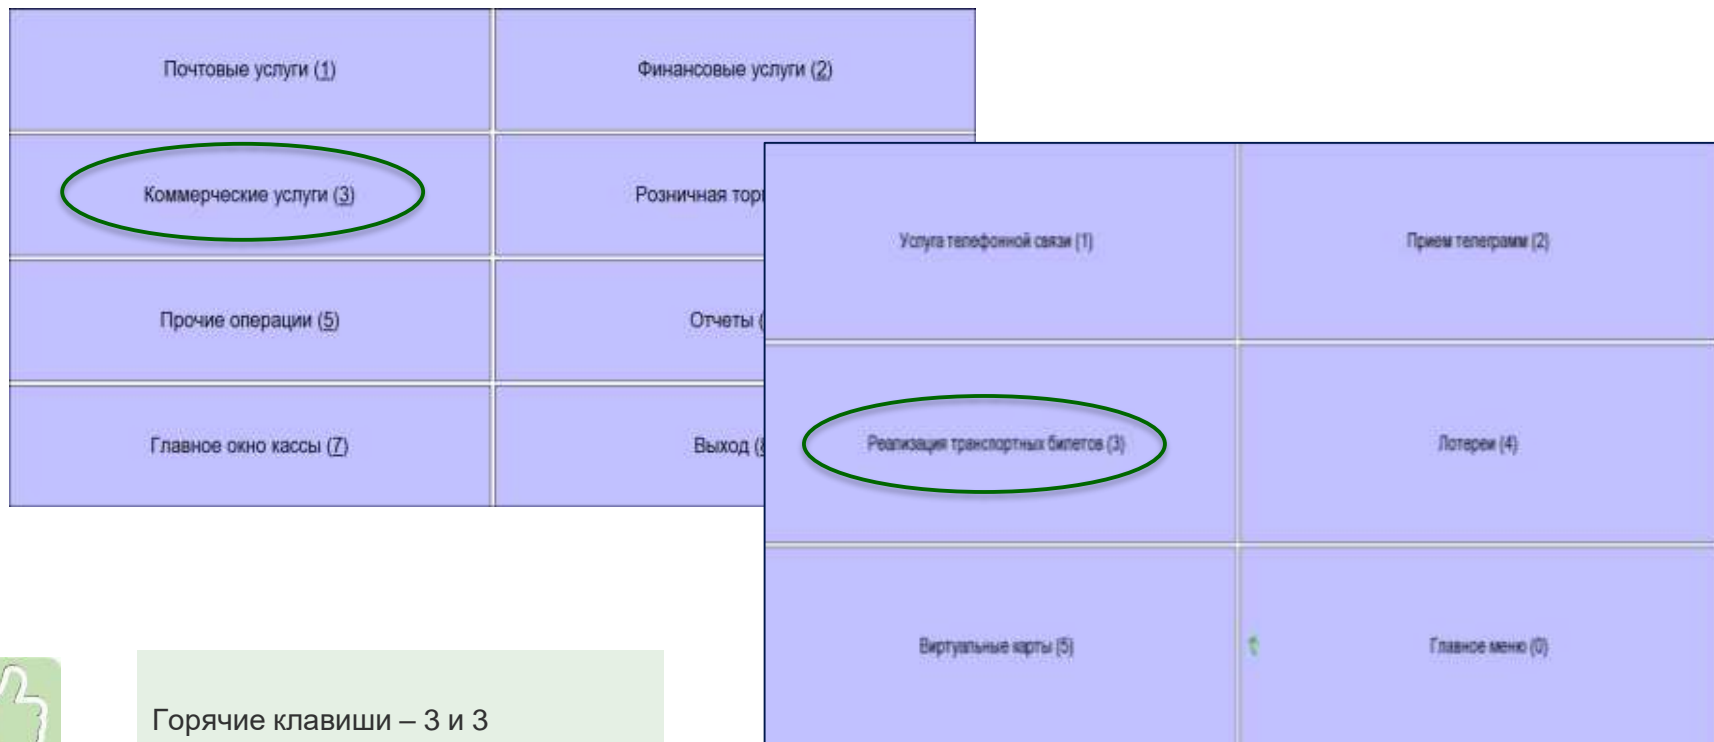 Почтовые услуги (1)
Финансовые услуги (2)
Коммерческие услуги (3)
Розничная торг
Прочие операции (5)
Отчеты (
Главное окно кассы (7)
Выход (8
Услуга телефонной связи (1)
Прием телеграмм (2)
Реализация транспортных билетов (3)
Лотереи (4)
Виртуальные карты (5)
Главное меню (0)
Горячие клавиши – 3 и 3